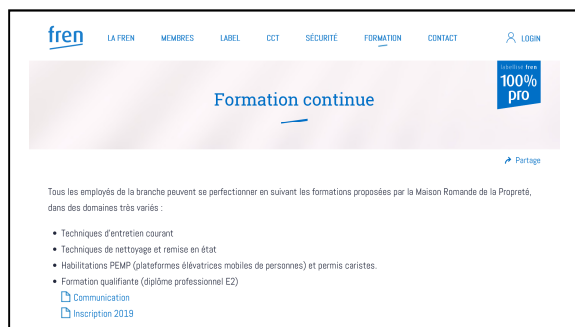 fren LA FREN MEMBRES LABEL CCT SÉCURITÉ FORMATION CONTACT LOGIN
labellisé fren
100%
pro
Formation continue
Partage
Tous les employés de la branche peuvent se perfectionner en suivant les formations proposées par la Maison Romande de la Propreté,
dans des domaines très variés :
• Techniques d'entretien courant
• Techniques de nettoyage et remise en état
• Habilitations PEMP (plateformes élévatrices mobiles de personnes) et permis caristes.
• Formation qualifiante (diplôme professionnel E2)
Communication
Inscription 2019